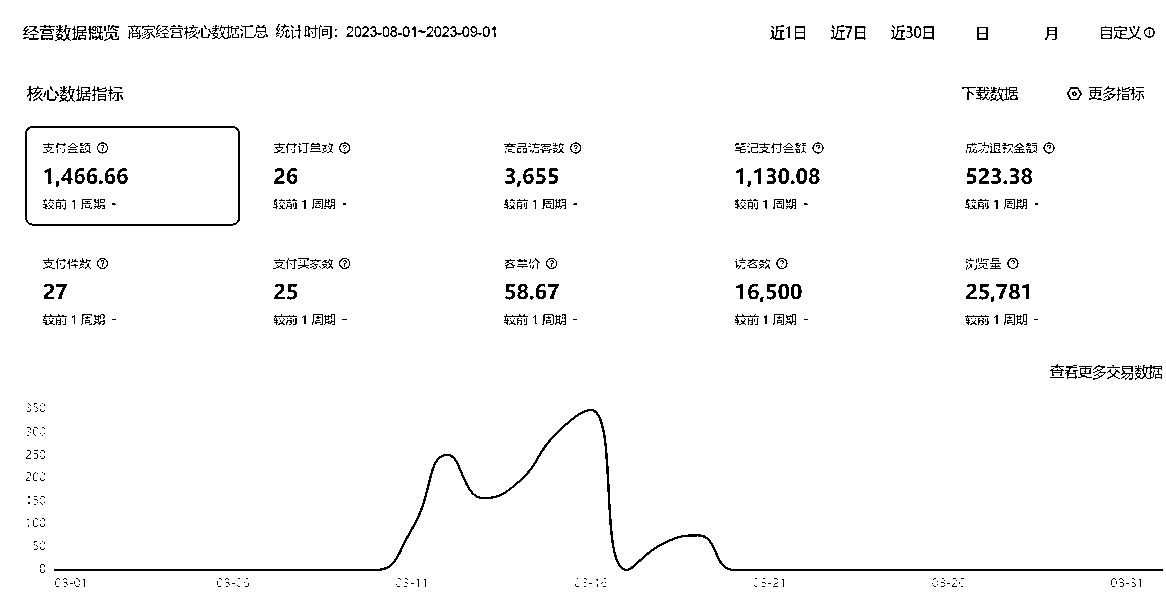 经营数据概览 商家经营核心数据汇总 统计时间：2023-08-01~2023-09-01 近1日 近7日 近30日 日 月 自定义
核心数据指标 下载数据 更多指标
支付金额 支付订单数 商品访客数 笔记支付金额 成功退款金额
1,466.66 26 3,655 1,130.08 523.38
较前 1 周期 - 较前 1 周期 - 较前 1 周期 - 较前 1 周期 - 较前 1 周期 -
支付件数 支付买家数 客单价 访客数 浏览量
27 25 58.67 16,500 25,781
较前 1 周期 - 较前 1 周期 - 较前 1 周期 - 较前 1 周期 - 较前 1 周期 -
查看更多交易数据
350
300
250
200
150
100
50
0
08-01 08-06 08-11 08-16 08-21 08-26 08-31